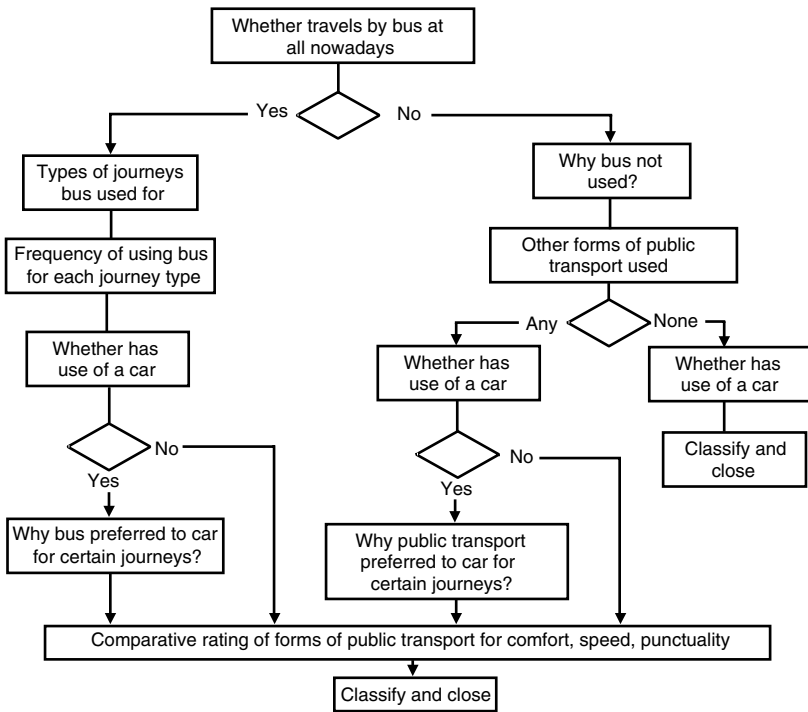 Whether travels by bus at
all nowadays
Yes
No
Types of journeys
bus used for
Why bus not
used?
Frequency of using bus
for each journey type
Other forms of public
transport used
Any
None
Whether has
use of a car
Whether has
use of a car
Whether has
use of a car
No
Yes
Classify and
close
No
Yes
Why bus preferred to car
for certain journeys?
Why public transport
preferred to car for
certain journeys?
Comparative rating of forms of public transport for comfort, speed, punctuality
Classify and close